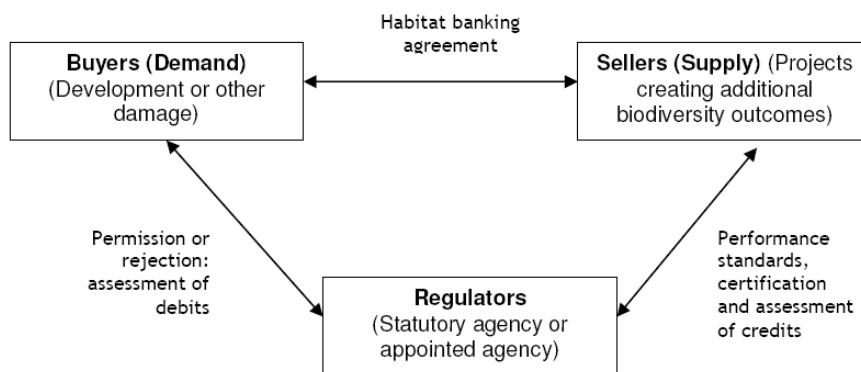 Habitat banking
agreement
Buyers (Demand)
(Development or other
damage)
Sellers (Supply) (Projects
creating additional
biodiversity outcomes)
Permission or
rejection:
assessment of
debits
Performance
standards,
certification
and assessment
of credits
Regulators
(Statutory agency or
appointed agency)